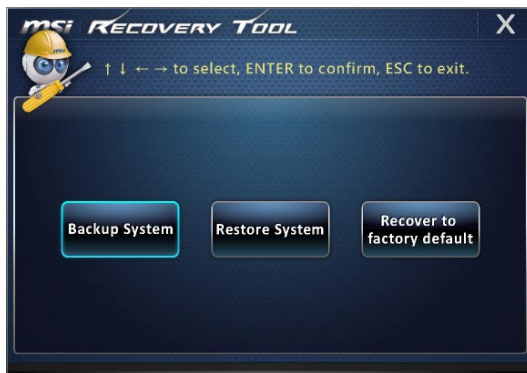 msi RECOVERY TOOL X
↑ ↓ ← → to select, ENTER to confirm, ESC to exit.
Backup System
Restore System
Recover to
factory default